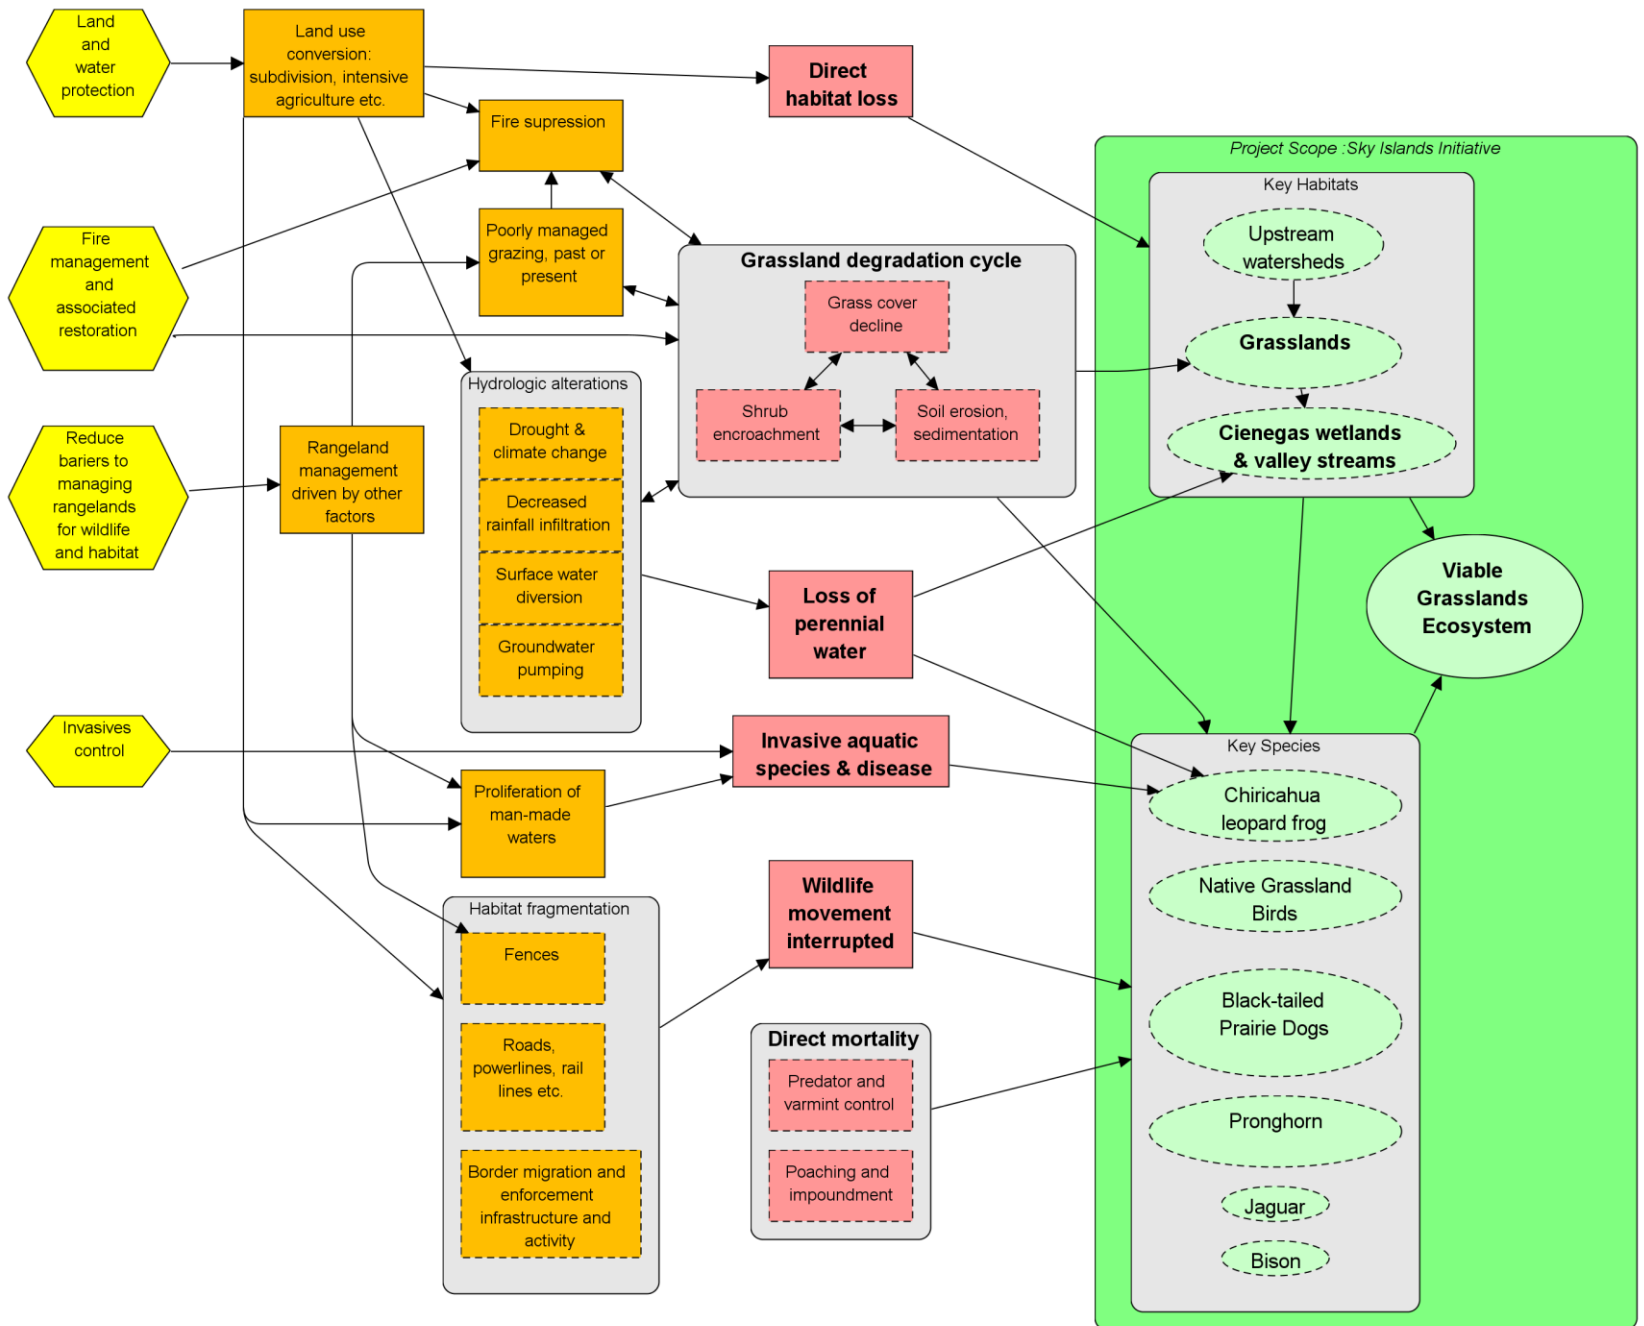 Land
and
water
protection
Land use
conversion:
subdivision, intensive
agriculture etc.
Direct
habitat loss
Fire supression
Project Scope :Sky Islands Initiative
Key Habitats
Upstream
watersheds
Grasslands
Cienegas wetlands
& valley streams
Fire
management
and
associated
restoration
Poorly managed
grazing, past or
present
Grassland degradation cycle
Grass cover
decline
Shrub
encroachment
Soil erosion,
sedimentation
Hydrologic alterations
Drought &
climate change
Decreased
rainfall infiltration
Surface water
diversion
Groundwater
pumping
Reduce
bariers to
managing
rangelands
for wildlife
and habitat
Rangeland
management
driven by other
factors
Loss of
perennial
water
Viable
Grasslands
Ecosystem
Invasives
control
Invasive aquatic
species & disease
Proliferation of
man-made
waters
Key Species
Chiricahua
leopard frog
Native Grassland
Birds
Black-tailed
Prairie Dogs
Pronghorn
Jaguar
Bison
Wildlife
movement
interrupted
Habitat fragmentation
Fences
Roads,
powerlines, rail
lines etc.
Border migration and
enforcement
infrastructure and
activity
Direct mortality
Predator and
varmint control
Poaching and
impoundment